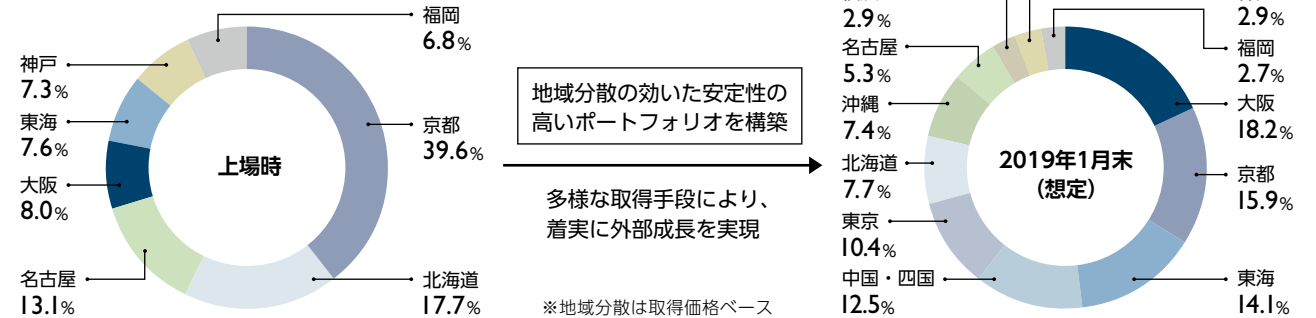 福岡
6.8%
神戸
7.3%
東海
7.6%
大阪
8.0%
名古屋
13.1%
京都
39.6%
北海道
17.7%
上場時
地域分散の効いた安定性の
高いポートフォリオを構築
多様な取得手段により、
着実に外部成長を実現
※地域分散は取得価格ベース
2.9%
名古屋
5.3%
沖縄
7.4%
北海道
7.7%
東京
10.4%
中国・四国
12.5%
2.9%
福岡
2.7%
大阪
18.2%
京都
15.9%
東海
14.1%
2019年1月末
（想定）